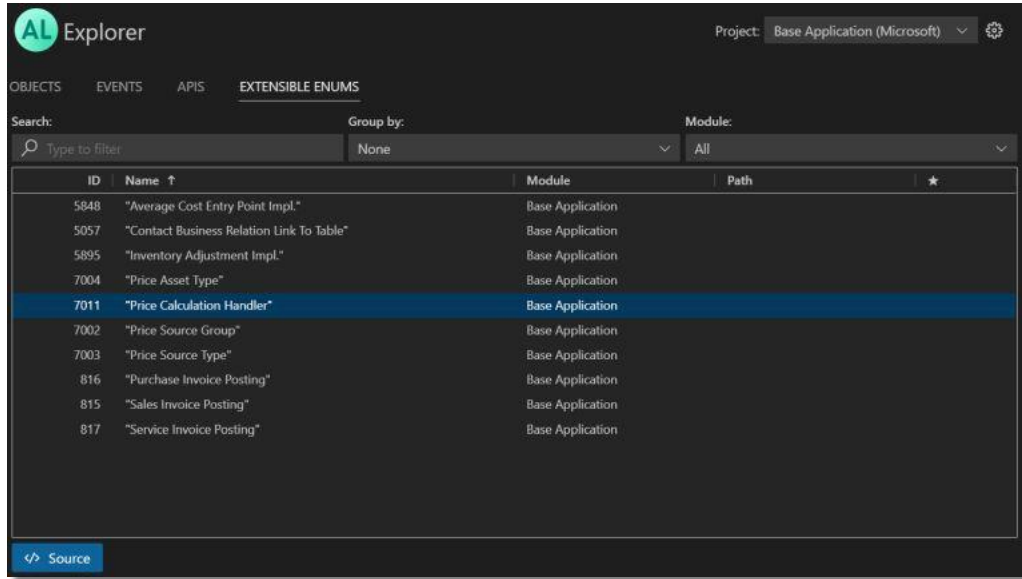 AL Explorer
Project: Base Application (Microsoft)
OBJECTS EVENTS APIS EXTENSIBLE ENUMS
Search: Group by: Module:
Type to filter None All
ID Name ↑ Module Path ★
5848 "Average Cost Entry Point Impl." Base Application
5057 "Contact Business Relation Link To Table" Base Application
5895 "Inventory Adjustment Impl." Base Application
7004 "Price Asset Type" Base Application
7011 "Price Calculation Handler" Base Application
7002 "Price Source Group" Base Application
7003 "Price Source Type" Base Application
816 "Purchase Invoice Posting" Base Application
815 "Sales Invoice Posting" Base Application
817 "Service Invoice Posting" Base Application
</> Source